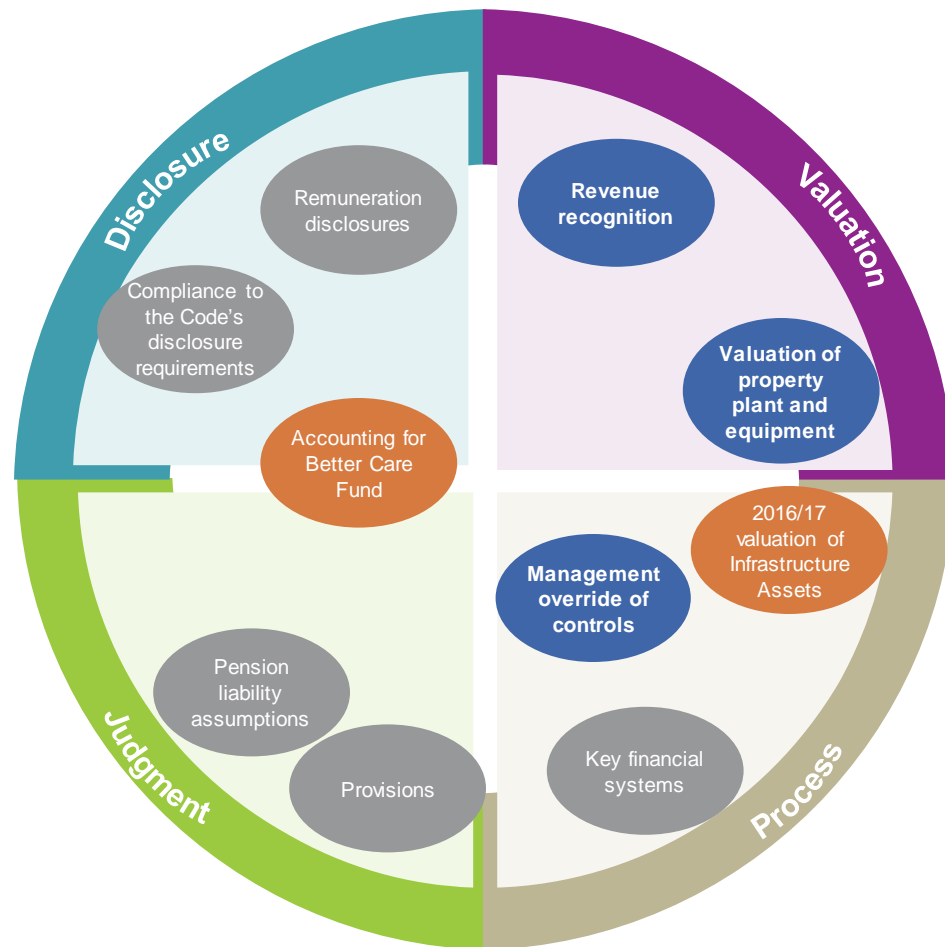 Disclosure
Valuation
Remuneration
disclosures
Revenue
recognition
Compliance to
the Code’s
disclosure
requirements
Valuation of
property
plant and
equipment
Accounting for
Better Care
Fund
2016/17
valuation of
Infrastructure
Assets
Management
override of
controls
Pension
liability
assumptions
Provisions
Key financial
systems
Judgment
Process